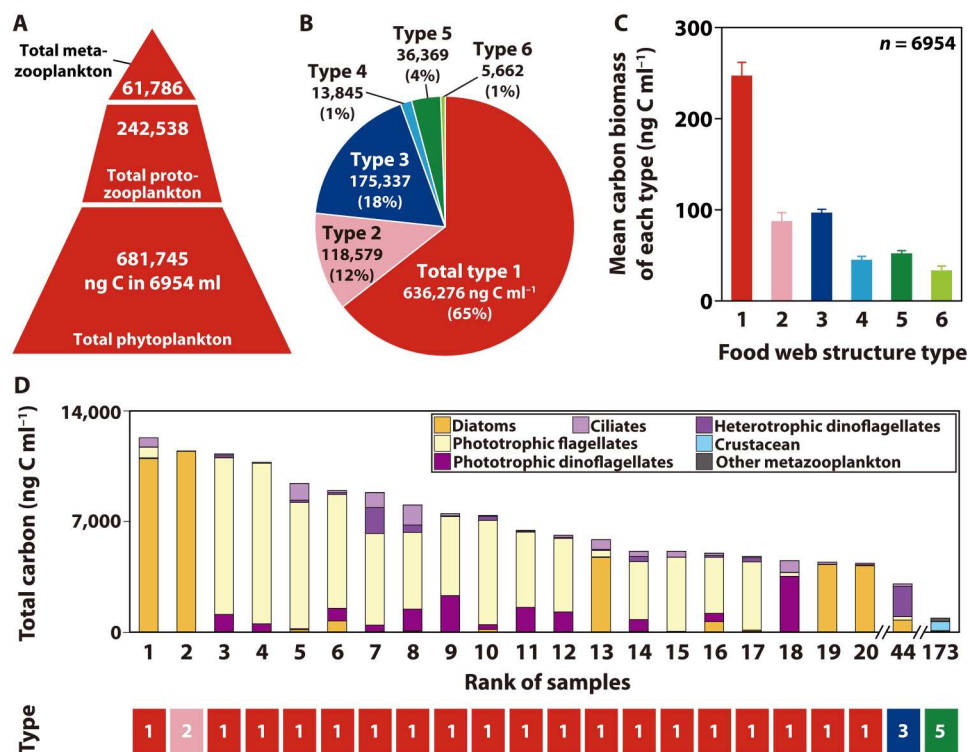 A
Total meta-
zooplankton
61,786
242,538
Total proto-
zooplankton
681,745
ng C in 6954 ml
Total phytoplankton
B
Type 5
36,369
(4%)
Type 6
5,662
(1%)
Type 4
13,845
(1%)
Type 3
175,337
(18%)
Type 2
118,579
(12%)
Total type 1
636,276 ng C ml⁻¹
(65%)
C
n = 6954
Mean carbon biomass
of each type (ng C ml⁻¹)
300
200
100
0
1 2 3 4 5 6
Food web structure type
D
Total carbon (ng C ml⁻¹)
14,000
7,000
0
Diatoms
Ciliates
Heterotrophic dinoflagellates
Phototrophic flagellates
Crustacean
Phototrophic dinoflagellates
Other metazooplankton
1 2 3 4 5 6 7 8 9 10 11 12 13 14 15 16 17 18 19 20 44 173
Rank of samples
Type
1 2 1 1 1 1 1 1 1 1 1 1 1 1 1 1 1 1 1 1 3 5